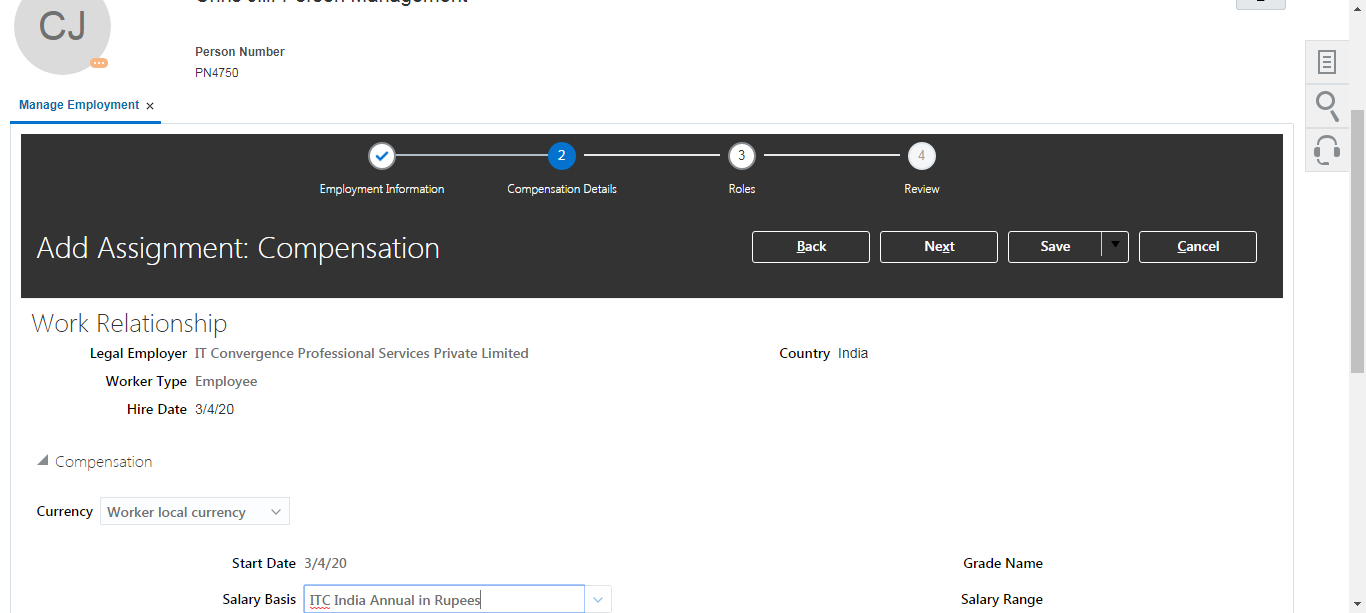 CJ
Person Management
Person Number
PN4750
Manage Employment ×
2 3 4
Employment Information Compensation Details Roles Review
Add Assignment: Compensation Back Next Save Cancel
Work Relationship
Legal Employer IT Convergence Professional Services Private Limited Country India
Worker Type Employee
Hire Date 3/4/20
Compensation
Currency Worker local currency
Start Date 3/4/20 Grade Name
Salary Basis ITC India Annual in Rupees Salary Range